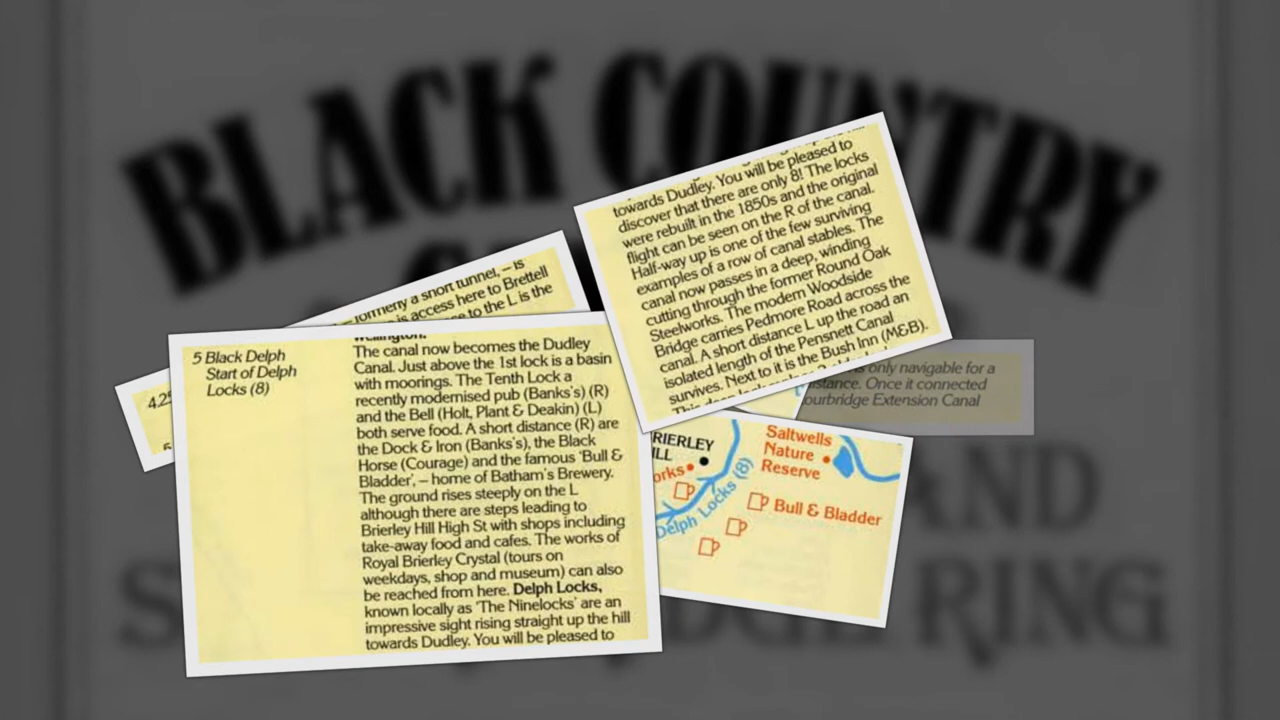 BLACK COUNTRY
AND
RING
formerly a short tunnel, – is
is access here to Brettell
to the L is the
4.25
5 Black Delph
Start of Delph
Locks (8)
Wellington.
The canal now becomes the Dudley
Canal. Just above the 1st lock is a basin
with moorings. The Tenth Lock a
recently modernised pub (Banks's) (R)
and the Bell (Holt, Plant & Deakin) (L)
both serve food. A short distance (R) are
the Dock & Iron (Banks's), the Black
Horse (Courage) and the famous 'Bull &
Bladder', – home of Batham's Brewery.
The ground rises steeply on the L
although there are steps leading to
Brierley Hill High St with shops including
take-away food and cafes. The works of
Royal Brierley Crystal (tours on
weekdays, shop and museum) can also
be reached from here. Delph Locks,
known locally as 'The Ninelocks' are an
impressive sight rising straight up the hill
towards Dudley. You will be pleased to
towards Dudley. You will be pleased to
discover that there are only 8! The locks
were rebuilt in the 1850s and the original
flight can be seen on the R of the canal.
Half-way up is one of the few surviving
examples of a row of canal stables. The
canal now passes in a deep, winding
cutting through the former Round Oak
Steelworks. The modern Woodside
Bridge carries Pedmore Road across the
canal. A short distance L up the road an
isolated length of the Pensnett Canal
survives. Next to it is the Bush Inn (M&B).
This deep
only navigable for a
distance. Once it connected
ourbridge Extension Canal
BRIERLEY
ILL
orks
Delph Locks (8)
Saltwells
Nature
Reserve
Bull & Bladder